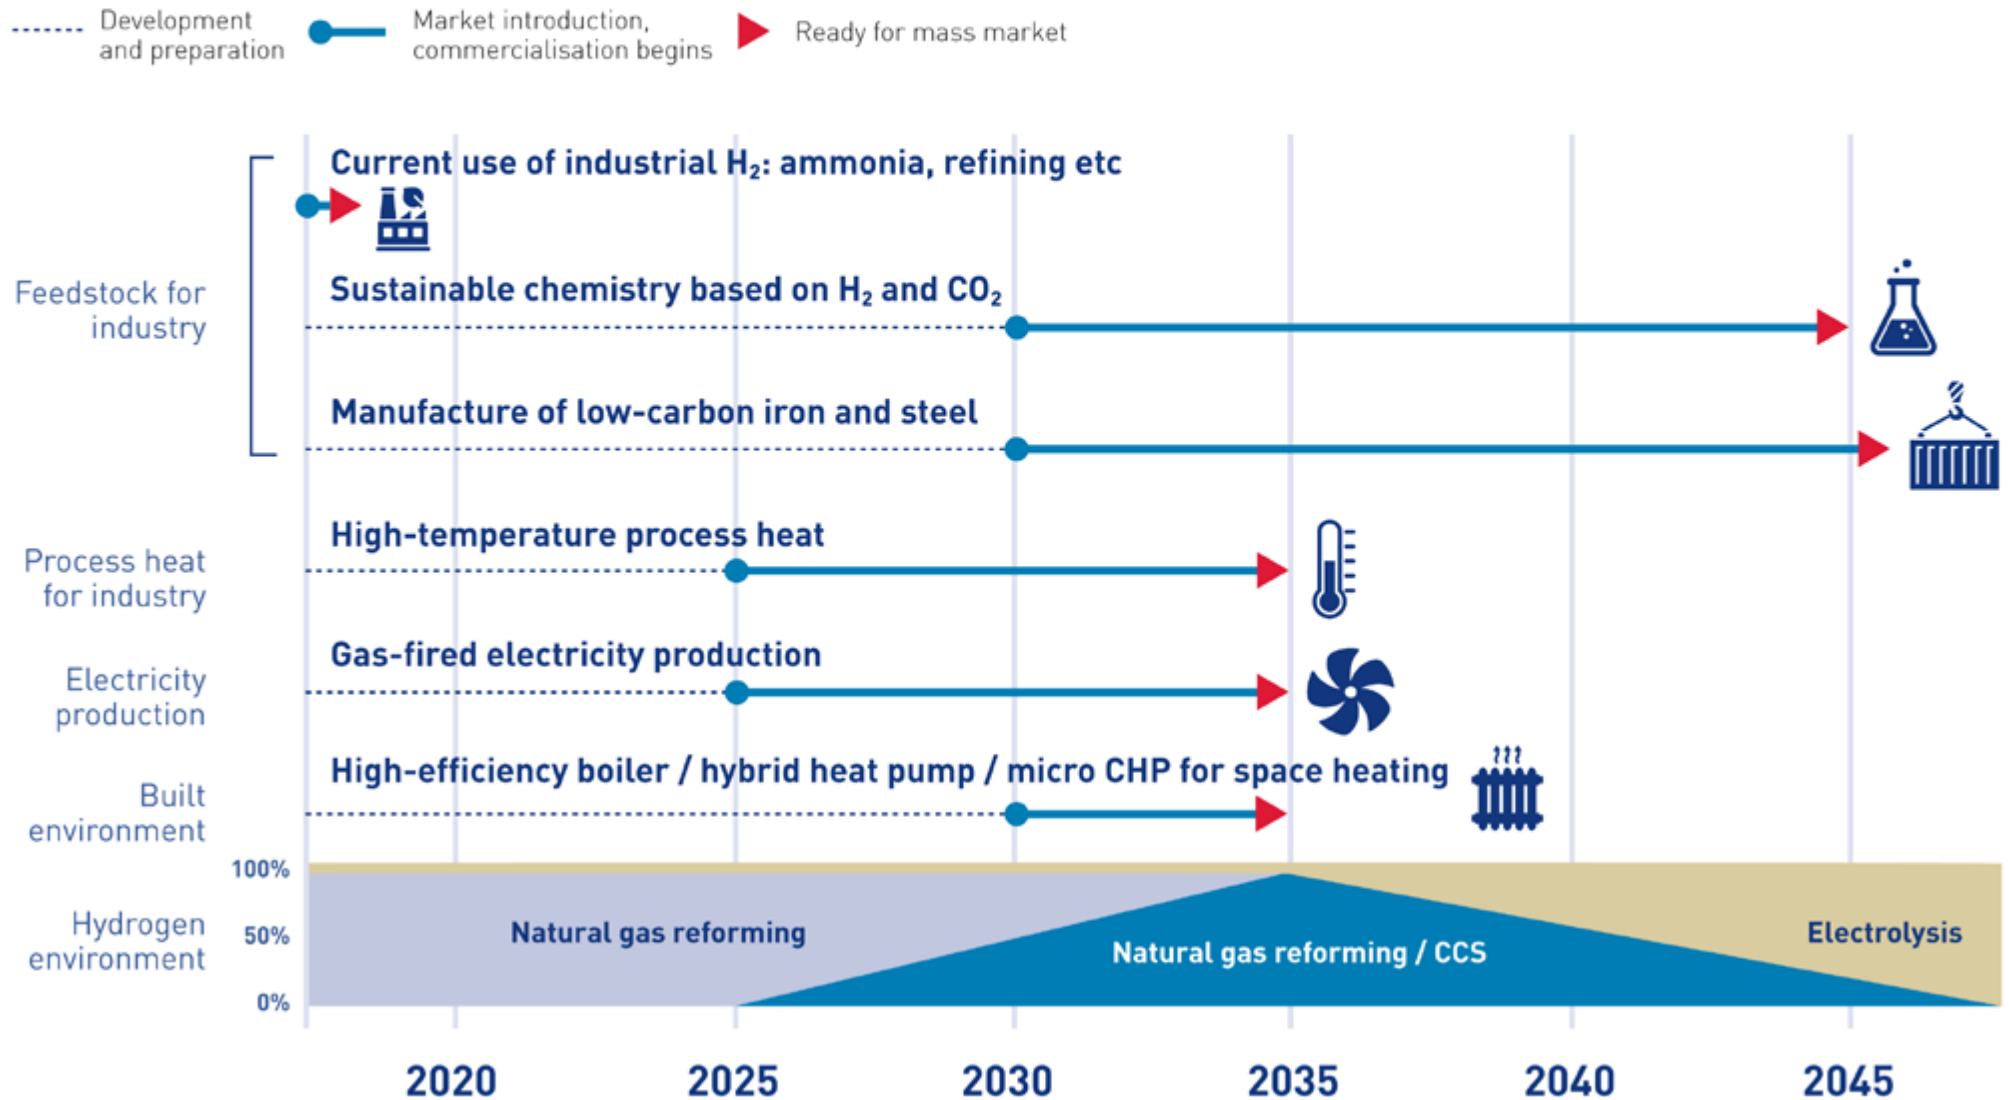 Development
and preparation
Market introduction,
commercialisation begins
Ready for mass market
Current use of industrial H₂: ammonia, refining etc
Feedstock for
industry
Sustainable chemistry based on H₂ and CO₂
Manufacture of low-carbon iron and steel
Process heat
for industry
High-temperature process heat
Electricity
production
Gas-fired electricity production
Built
environment
High-efficiency boiler / hybrid heat pump / micro CHP for space heating
Hydrogen
environment
100%
50%
0%
Natural gas reforming
Natural gas reforming / CCS
Electrolysis
2020 2025 2030 2035 2040 2045